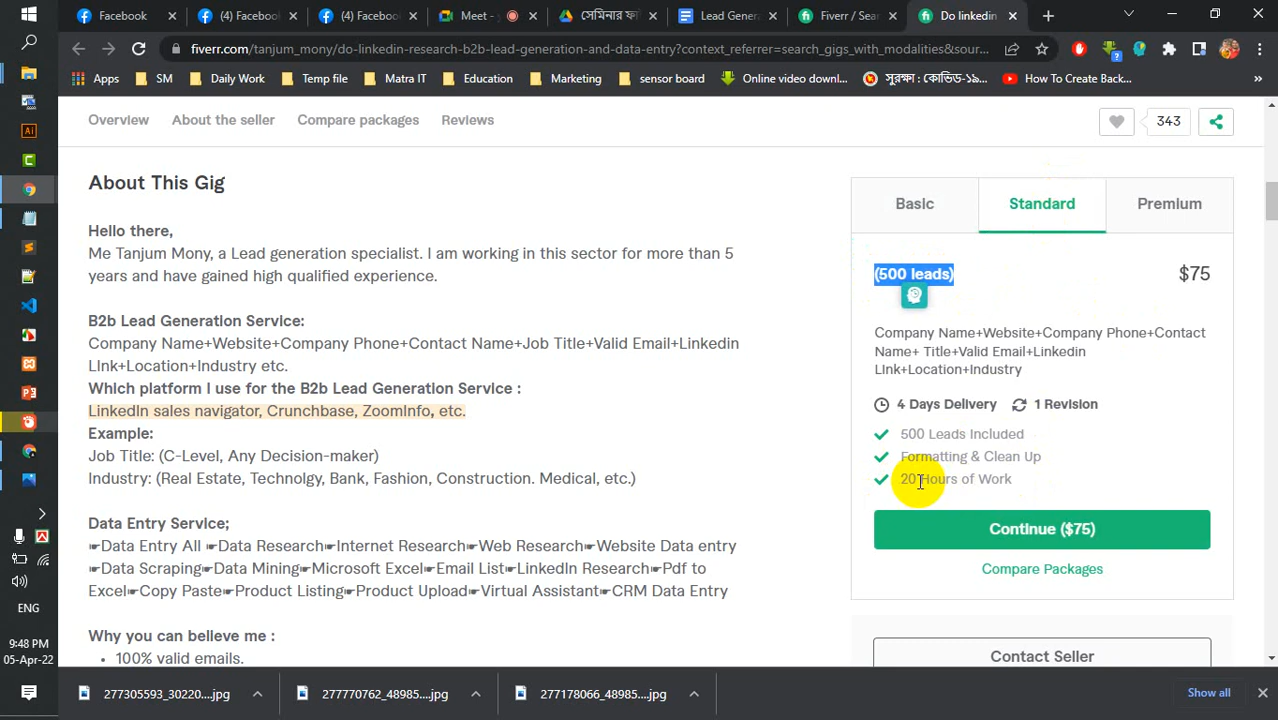 Facebook
(4) Facebook
(4) Facebook
Meet -
সেমিনার ফা
Lead Gener
Fiverr / Sear
Do linkedin
fiverr.com/tanjum_mony/do-linkedin-research-b2b-lead-generation-and-data-entry?context_referrer=search_gigs_with_modalities&sour...
Apps
SM
Daily Work
Temp file
Matra IT
Education
Marketing
sensor board
Online video downl...
সুরক্ষা : কোভিড-১৯...
How To Create Back...
»
Overview
About the seller
Compare packages
Reviews
343
About This Gig
Hello there,
Me Tanjum Mony, a Lead generation specialist. I am working in this sector for more than 5
years and have gained high qualified experience.
B2b Lead Generation Service:
Company Name+Website+Company Phone+Contact Name+Job Title+Valid Email+Linkedin
LInk+Location+Industry etc.
WhIch platform I use for the B2b Lead Generation Service :
LinkedIn sales navigator, Crunchbase, ZoomInfo, etc.
Example:
Job Title: (C-Level, Any Decision-maker)
Industry: (Real Estate, Technolgy, Bank, Fashion, Construction. Medical, etc.)
Data Entry Service;
☛Data Entry All ☛Data Research☛Internet Research☛Web Research☛Website Data entry
☛Data Scraping☛Data Mining☛Microsoft Excel☛Email List☛LinkedIn Research☛Pdf to
Excel☛Copy Paste☛Product Listing☛Product Upload☛Virtual Assistant☛CRM Data Entry
Why you can believe me :
• 100% valid emails.
Basic
Standard
Premium
(500 leads)
$75
Company Name+Website+Company Phone+Contact
Name+ Title+Valid Email+Linkedin
LInk+Location+Industry
4 Days Delivery
1 Revision
500 Leads Included
Formatting & Clean Up
20 Hours of Work
Continue ($75)
Compare Packages
Contact Seller
ENG
9:48 PM
05-Apr-22
277305593_30220....jpg
277770762_48985....jpg
277178066_48985....jpg
Show all